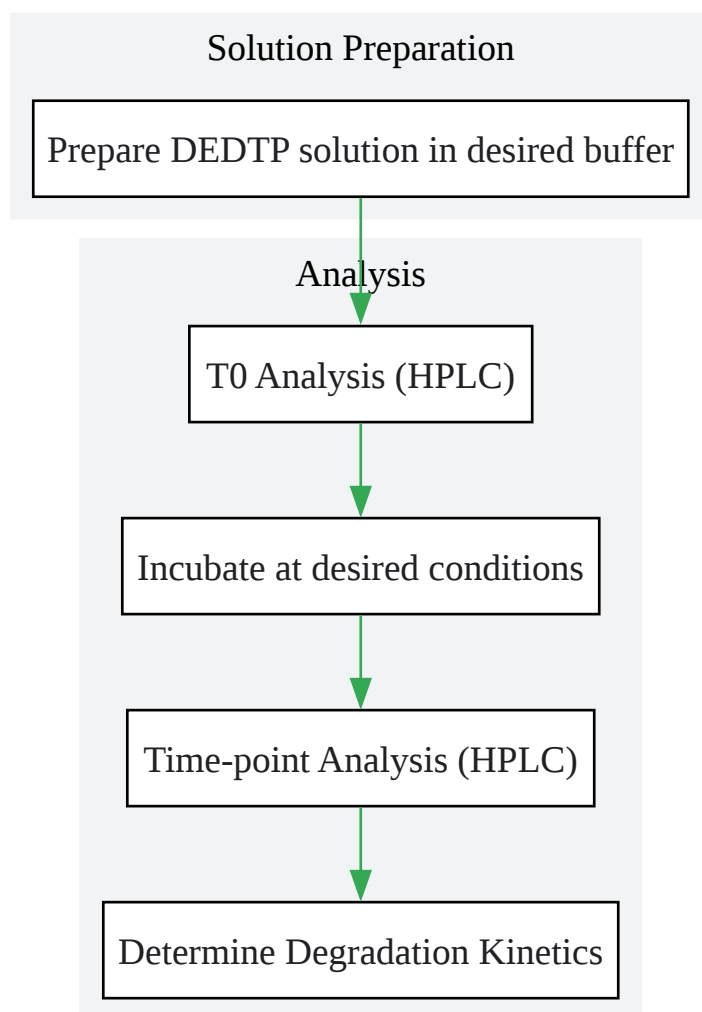 Solution Preparation
Prepare DEDTP solution in desired buffer
Analysis
T0 Analysis (HPLC)
Incubate at desired conditions
Time-point Analysis (HPLC)
Determine Degradation Kinetics